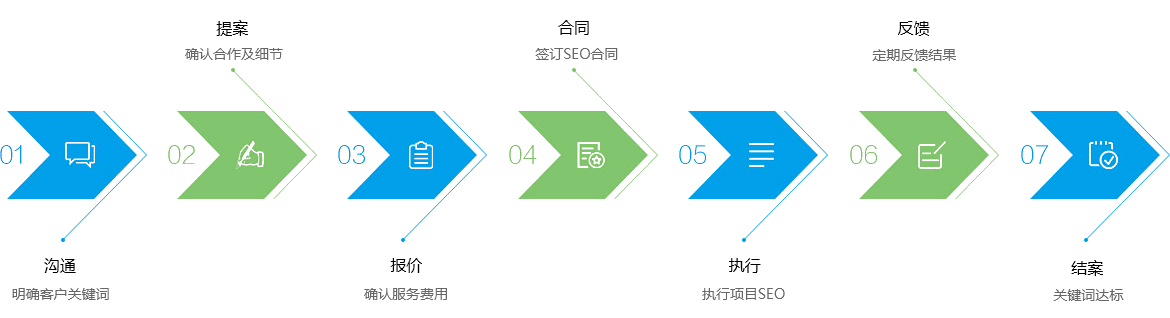 提案
确认合作及细节
合同
签订SEO合同
反馈
定期反馈结果
01
02
03
04
05
06
07
沟通
明确客户关键词
报价
确认服务费用
执行
执行项目SEO
结案
关键词达标